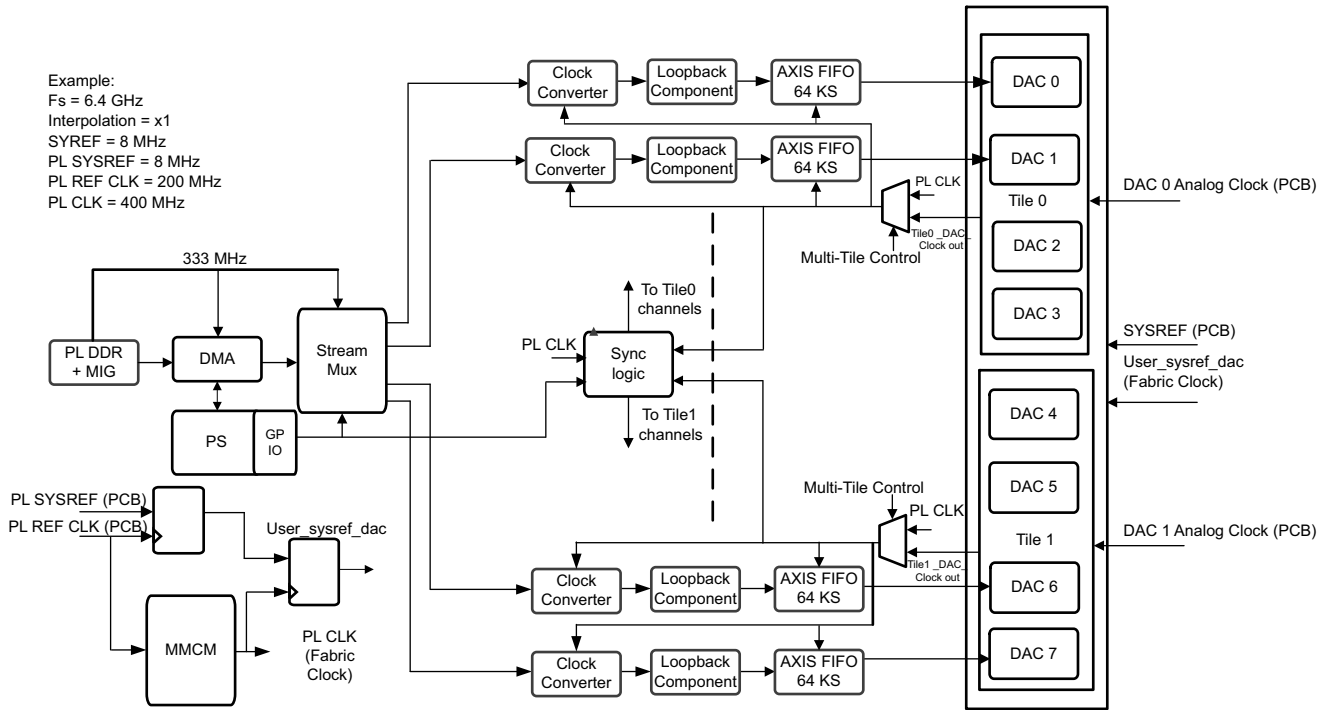 Example:
Fs = 6.4 GHz
Interpolation = x1
SYREF = 8 MHz
PL SYSREF = 8 MHz
PL REF CLK = 200 MHz
PL CLK = 400 MHz
Clock
Converter
Loopback
Component
AXIS FIFO
64 KS
DAC 0
Clock
Converter
Loopback
Component
AXIS FIFO
64 KS
DAC 1
PL CLK
Tile 0
DAC 0 Analog Clock (PCB)
Tile0 _DAC_
Clock out
Multi-Tile Control
DAC 2
DAC 3
333 MHz
To Tile0
channels
PL DDR
+ MIG
DMA
Stream
Mux
PL CLK
Sync
logic
SYSREF (PCB)
User_sysref_dac
(Fabric Clock)
To Tile1
channels
PS
GP
IO
DAC 4
DAC 5
Multi-Tile Control
PL CLK
PL SYSREF (PCB)
PL REF CLK (PCB)
User_sysref_dac
Tile 1
DAC 1 Analog Clock (PCB)
Tile1 _DAC_
Clock out
Clock
Converter
Loopback
Component
AXIS FIFO
64 KS
DAC 6
MMCM
PL CLK
(Fabric
Clock)
Clock
Converter
Loopback
Component
AXIS FIFO
64 KS
DAC 7